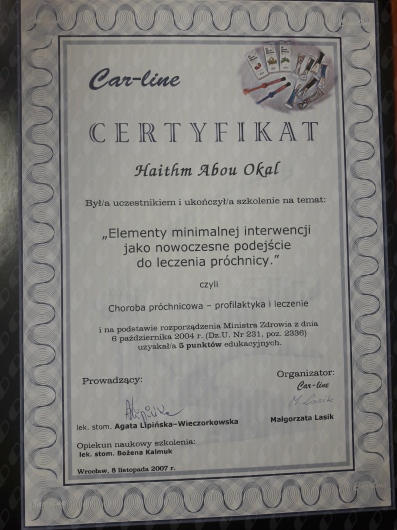 Car-line
CERTYFIKAT
Haithm Abou Okal
Był/a uczestnikiem i ukończył/a szkolenie na temat:
„Elementy minimalnej interwencji
jako nowoczesne podejście
do leczenia próchnicy.“
czyli
Choroba próchnicowa – profilaktyka i leczenie
i na podstawie rozporządzenia Ministra Zdrowia z dnia
6 października 2004 r. (Dz.U. Nr 231, poz. 2336)
uzyskał/a 5 punktów edukacyjnych.
Prowadzący:
Organizator:
Car-line
M. Lasik
lek. stom. Agata Lipińska–Wieczorkowska
Małgorzata Lasik
Opiekun naukowy szkolenia:
lek. stom. Bożena Kalmuk
Wrocław, 8 listopada 2007 r.